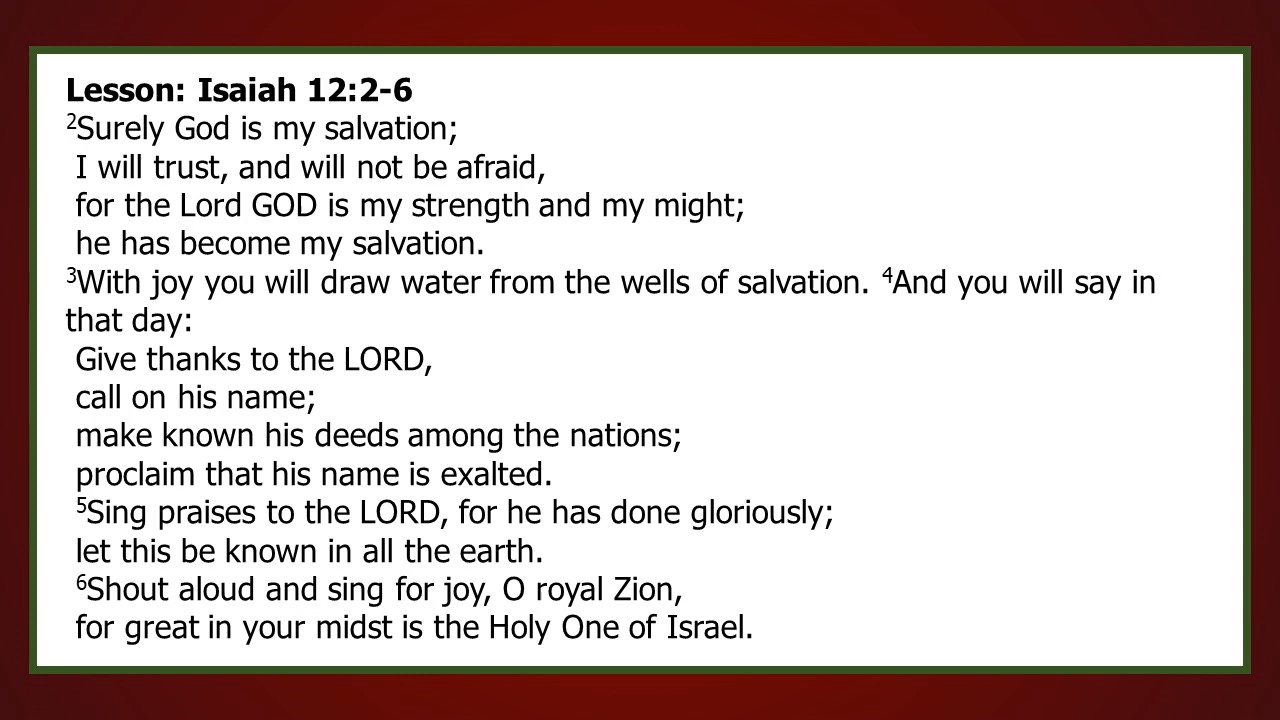 Lesson: Isaiah 12:2-6
²Surely God is my salvation;
I will trust, and will not be afraid,
for the Lord GOD is my strength and my might;
he has become my salvation.
³With joy you will draw water from the wells of salvation. ⁴And you will say in
that day:
Give thanks to the LORD,
call on his name;
make known his deeds among the nations;
proclaim that his name is exalted.
⁵Sing praises to the LORD, for he has done gloriously;
let this be known in all the earth.
⁶Shout aloud and sing for joy, O royal Zion,
for great in your midst is the Holy One of Israel.